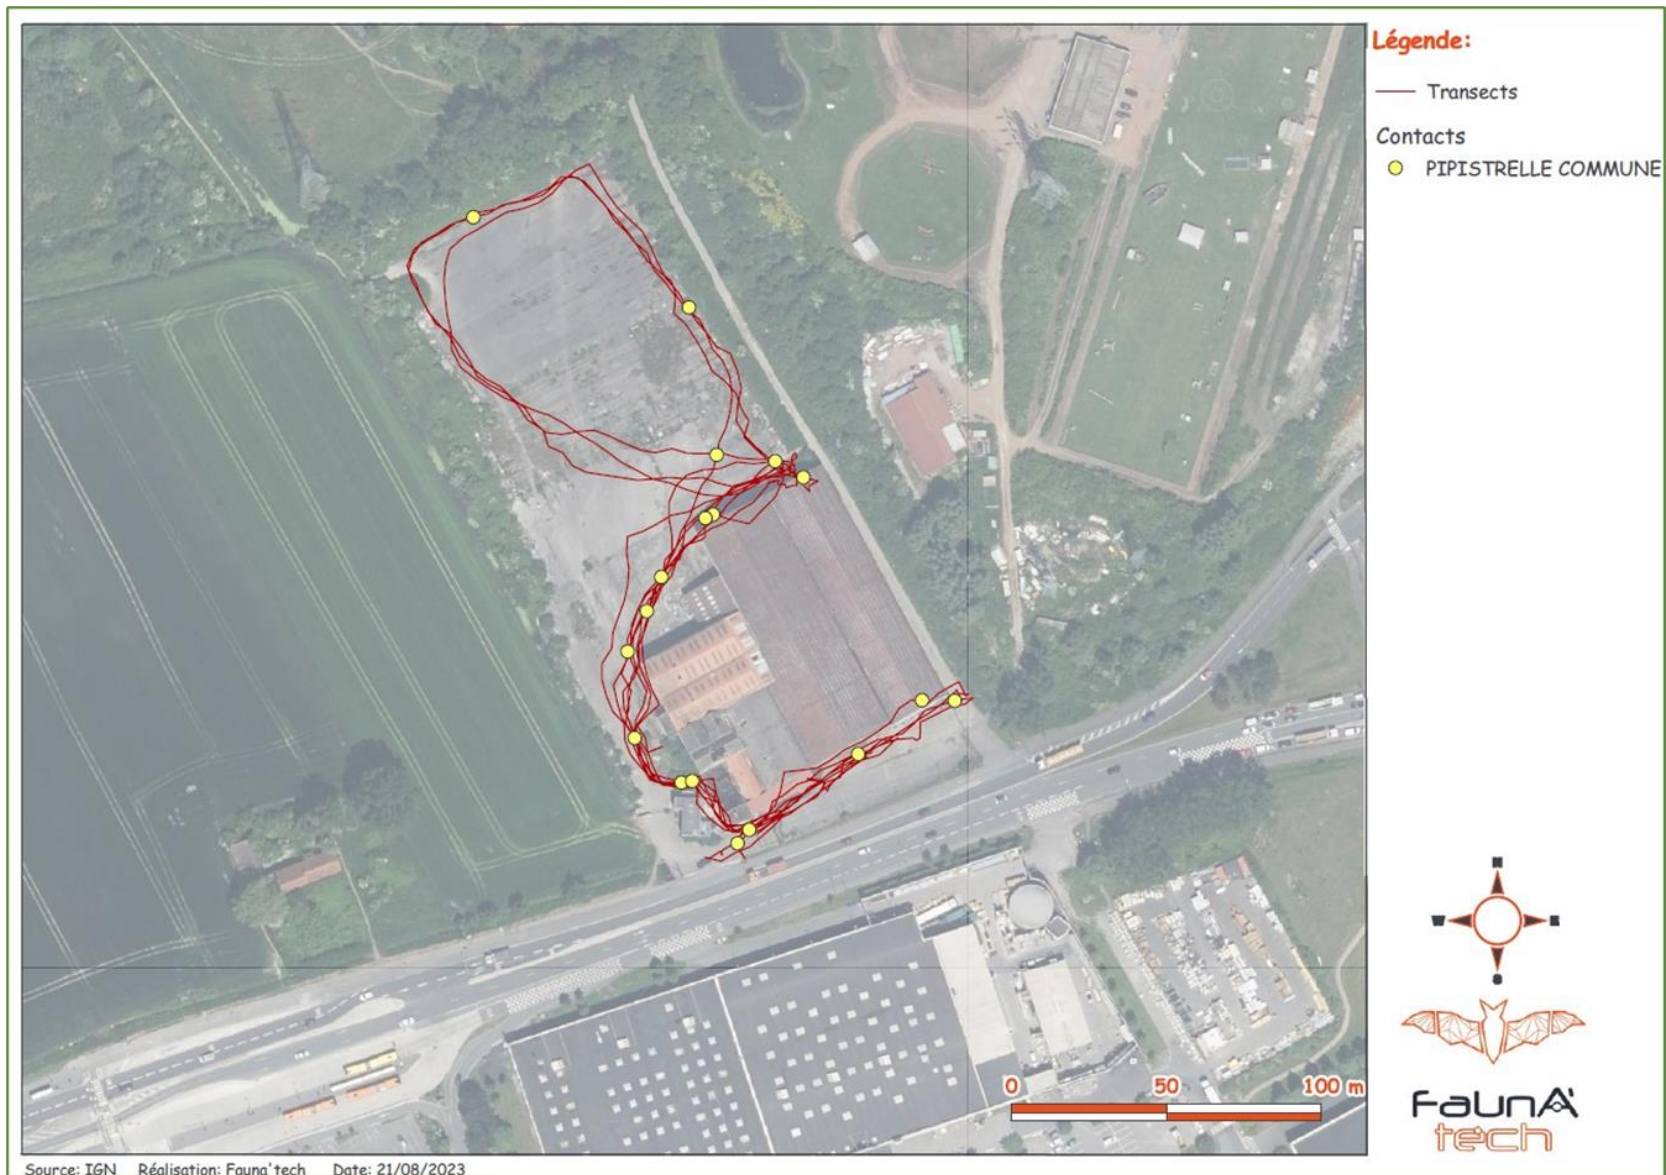 Légende:
Transects
Contacts
PIPISTRELLE COMMUNE
N
W E
S
0 50 100 m
FaunA'
tech
Source: IGN Réalisation: Fauna'tech Date: 21/08/2023